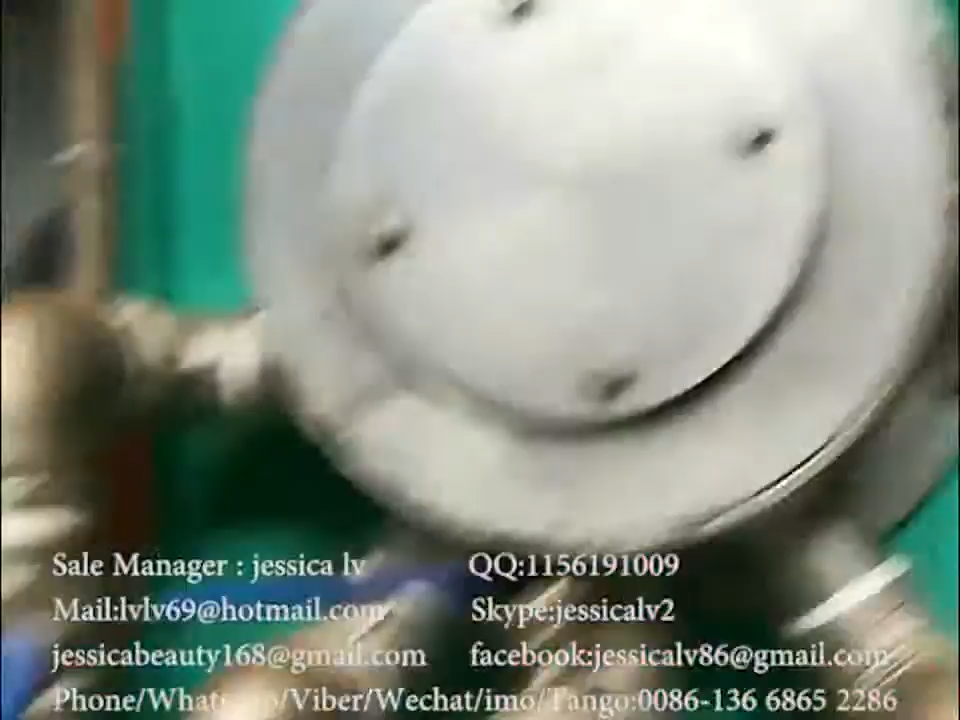 Sale Manager : jessica lv
QQ:1156191009
Mail:lvlv69@hotmail.com
Skype:jessicalv2
jessicabeauty168@gmail.com
facebook:jessicalv86@gmail.com
Phone/WhatsApp/Viber/Wechat/imo/Tango:0086-136 6865 2286